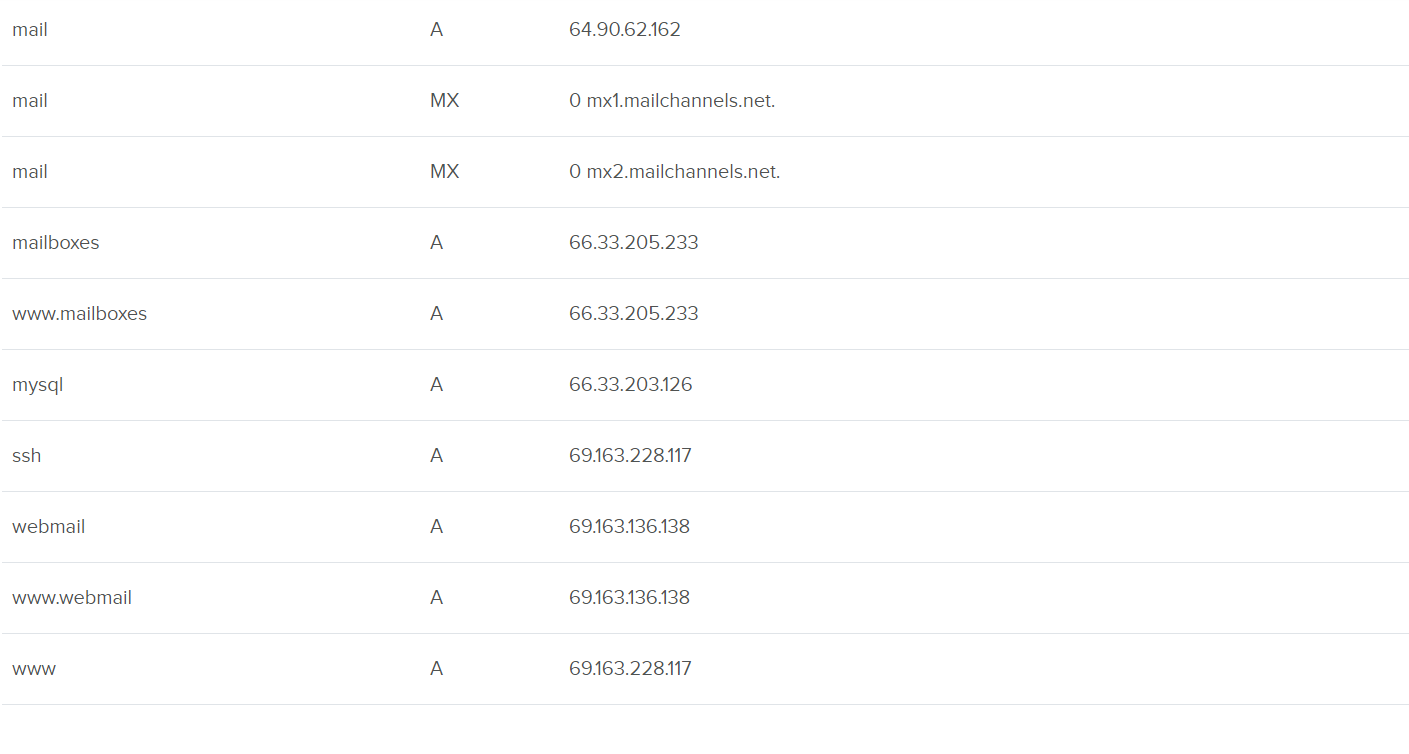 mail A 64.90.62.162
mail MX 0 mx1.mailchannels.net.
mail MX 0 mx2.mailchannels.net.
mailboxes A 66.33.205.233
www.mailboxes A 66.33.205.233
mysql A 66.33.203.126
ssh A 69.163.228.117
webmail A 69.163.136.138
www.webmail A 69.163.136.138
www A 69.163.228.117